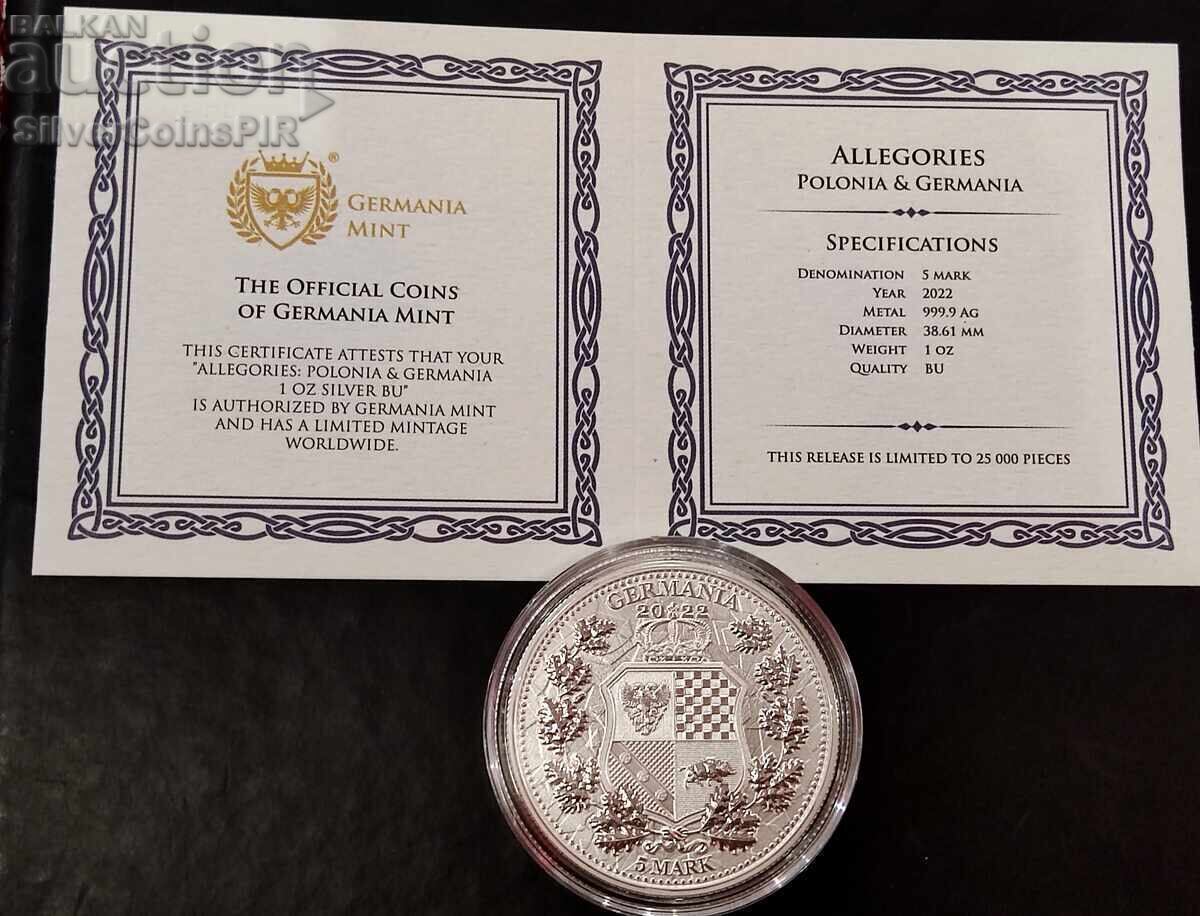 BALKAN
auction
SilverCoinsPIR
®
GERMANIA
MINT
THE OFFICIAL COINS
OF GERMANIA MINT
THIS CERTIFICATE ATTESTS THAT YOUR
"ALLEGORIES: POLONIA & GERMANIA
1 OZ SILVER BU"
IS AUTHORIZED BY GERMANIA MINT
AND HAS A LIMITED MINTAGE
WORLDWIDE.
ALLEGORIES
POLONIA & GERMANIA
SPECIFICATIONS
DENOMINATION 5 MARK
YEAR 2022
METAL 999.9 AG
DIAMETER 38.61 MM
WEIGHT 1 OZ
QUALITY BU
THIS RELEASE IS LIMITED TO 25 000 PIECES
GERMANIA
20 22
5 MARK